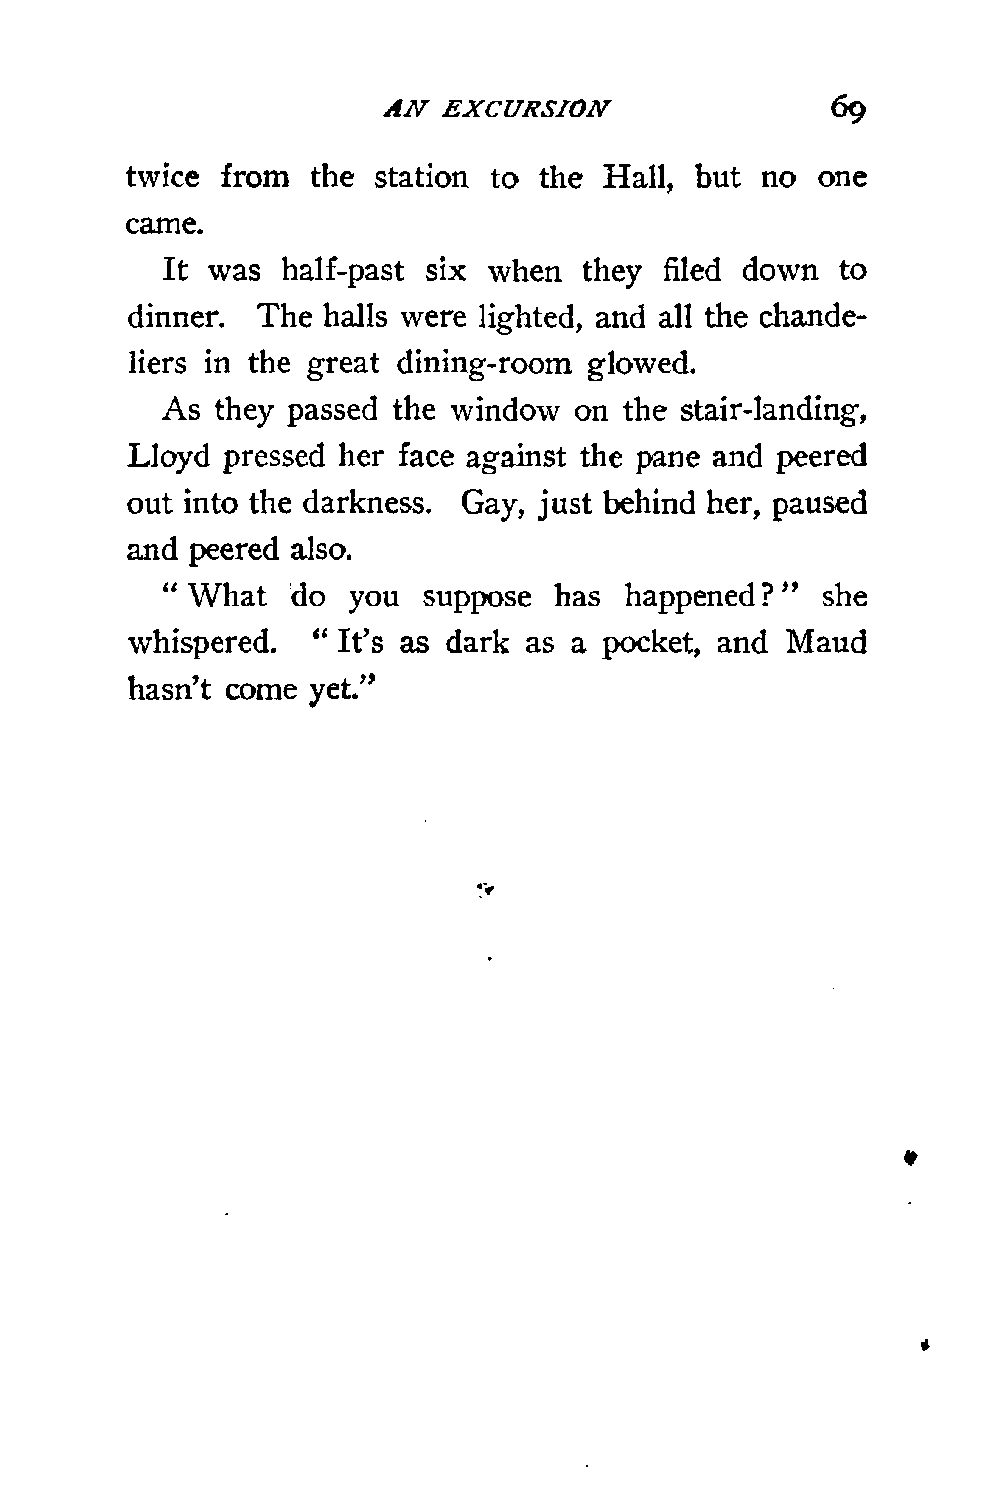 AN EXCURSION 69
twice from the station to the Hall, but no one
came.
It was half-past six when they filed down to
dinner. The halls were lighted, and all the chande-
liers in the great dining-room glowed.
As they passed the window on the stair-landing,
Lloyd pressed her face against the pane and peered
out into the darkness. Gay, just behind her, paused
and peered also.
"What do you suppose has happened?" she
whispered. "It's as dark as a pocket, and Maud
hasn't come yet."